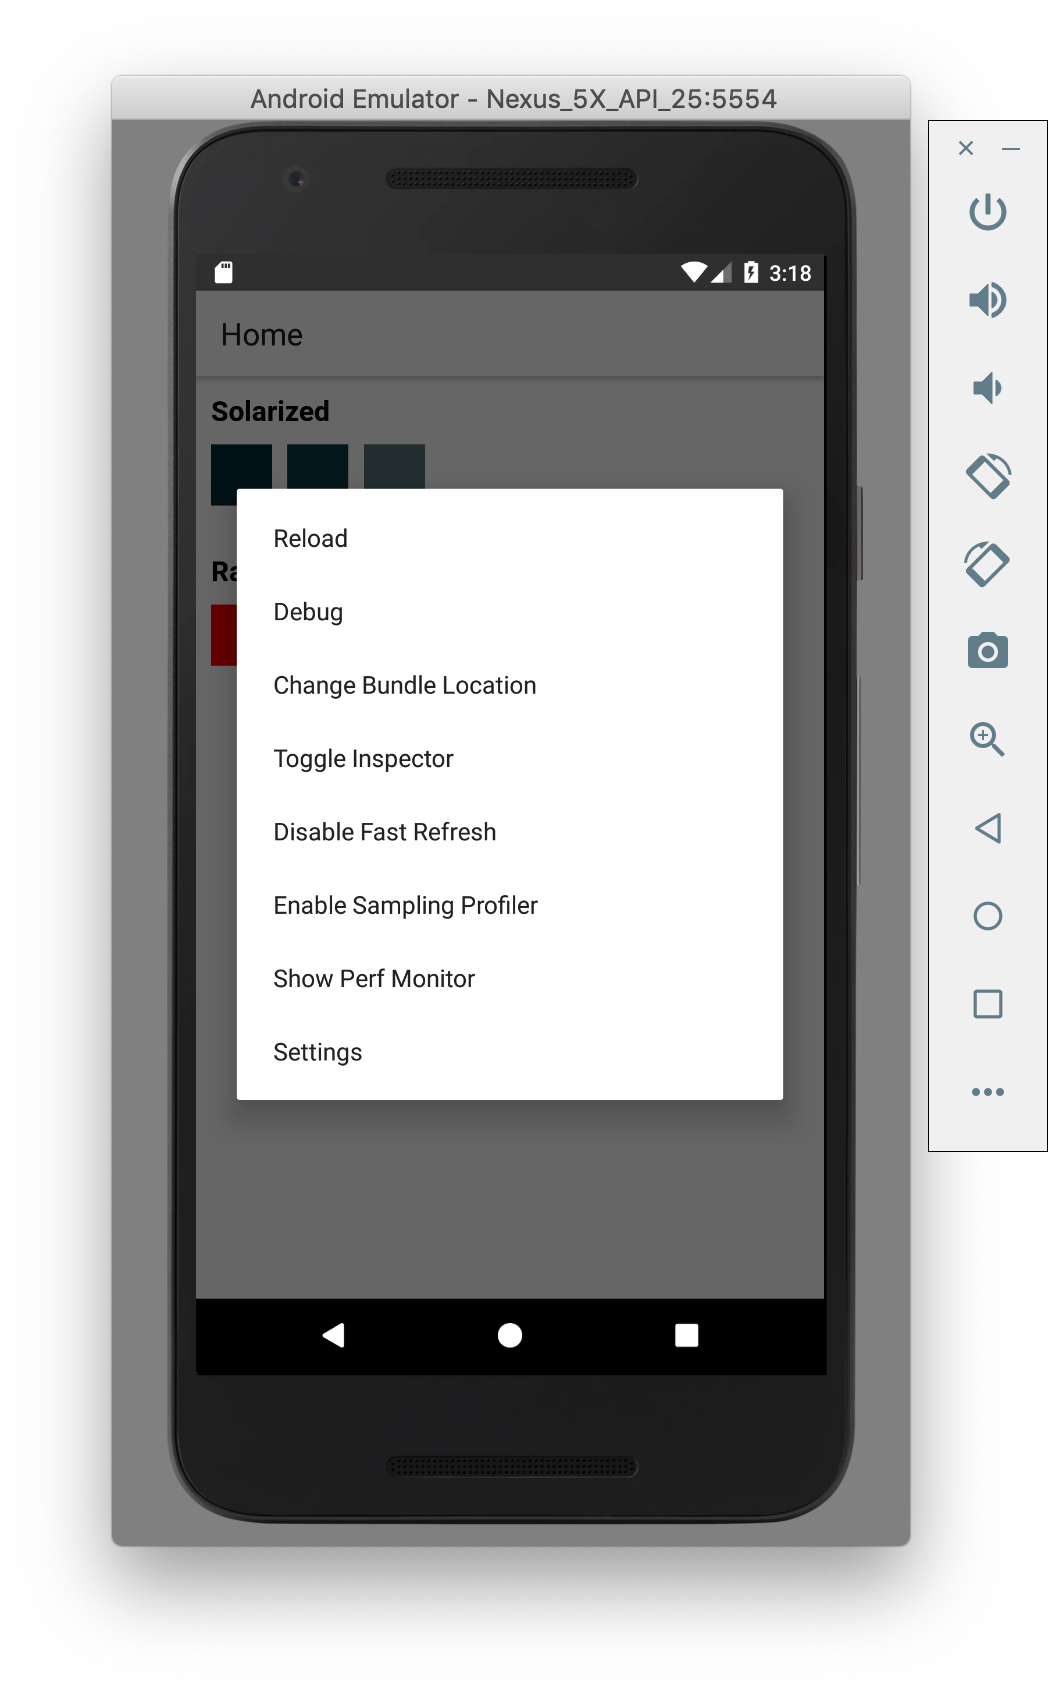 Android Emulator - Nexus_5X_API_25:5554
3:18
Home
Solarized
Ra
Reload
Debug
Change Bundle Location
Toggle Inspector
Disable Fast Refresh
Enable Sampling Profiler
Show Perf Monitor
Settings